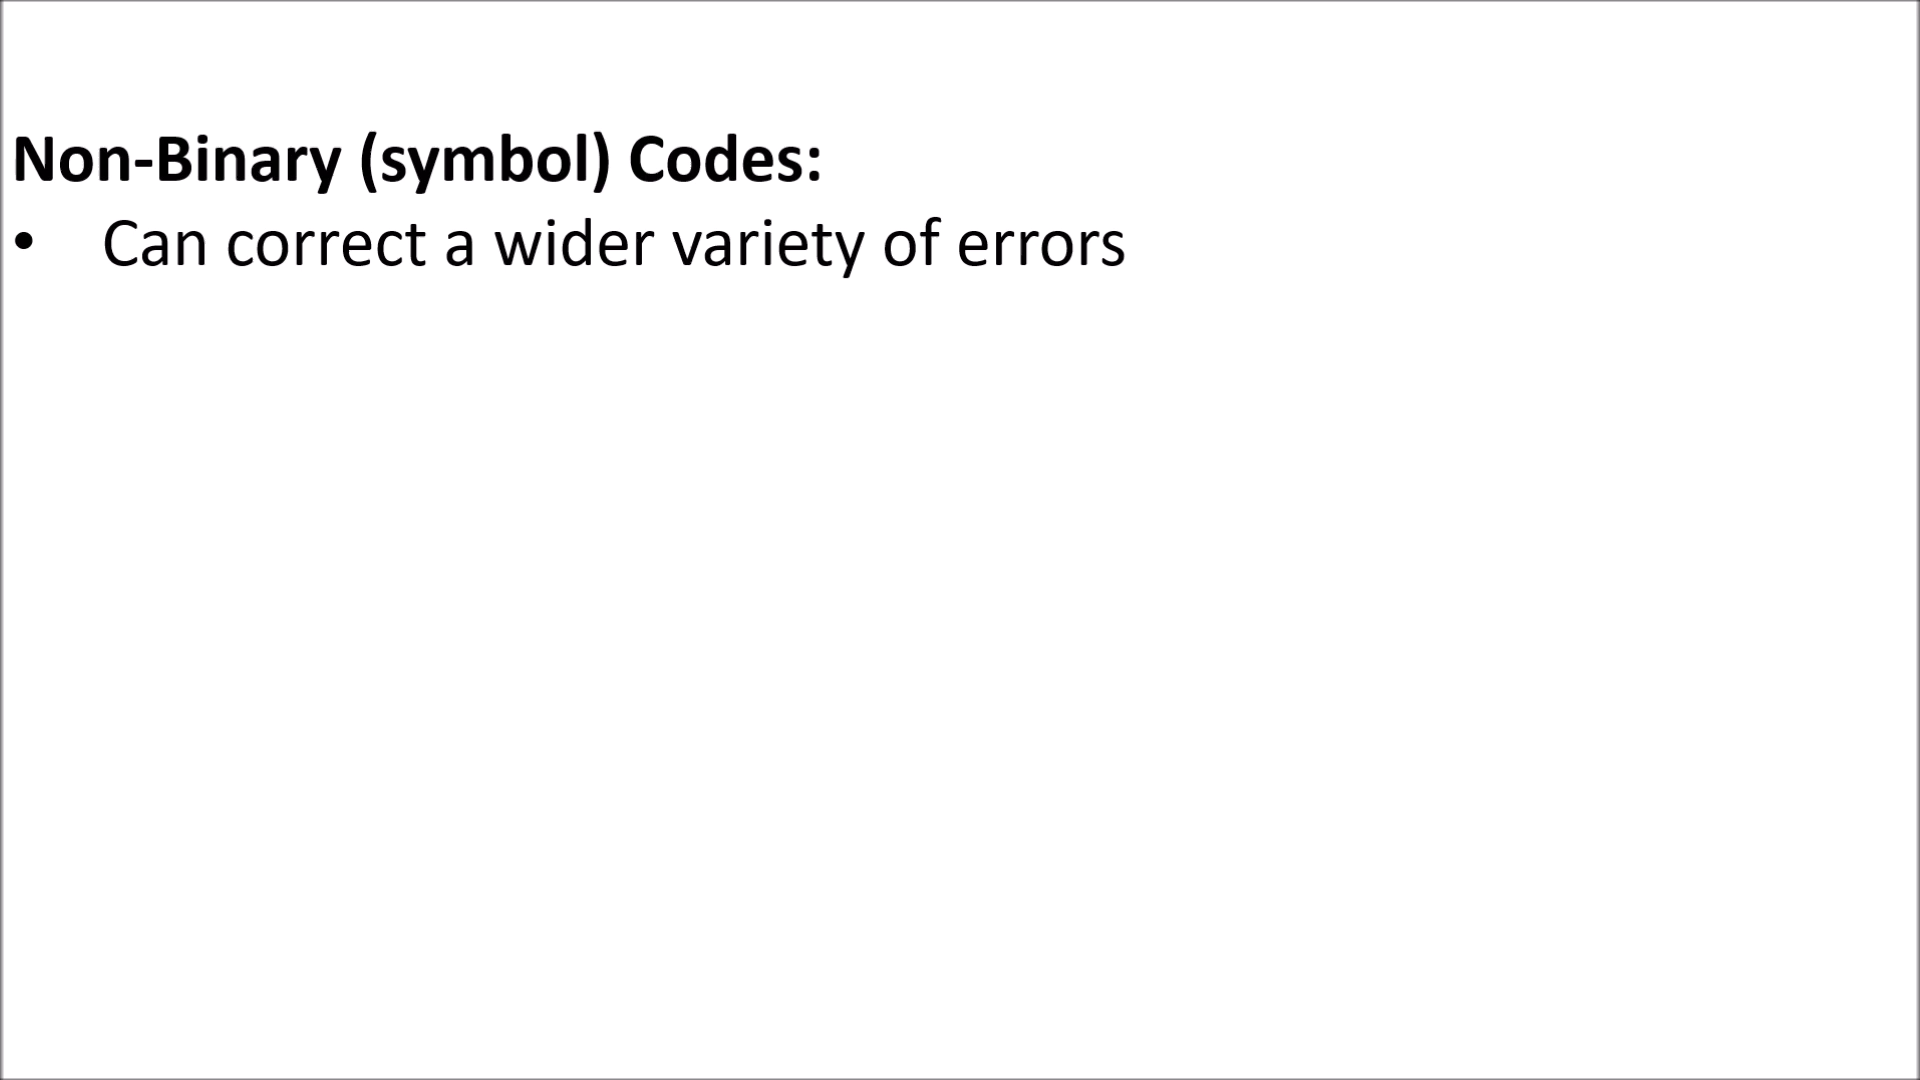 Non-Binary (symbol) Codes:
• Can correct a wider variety of errors